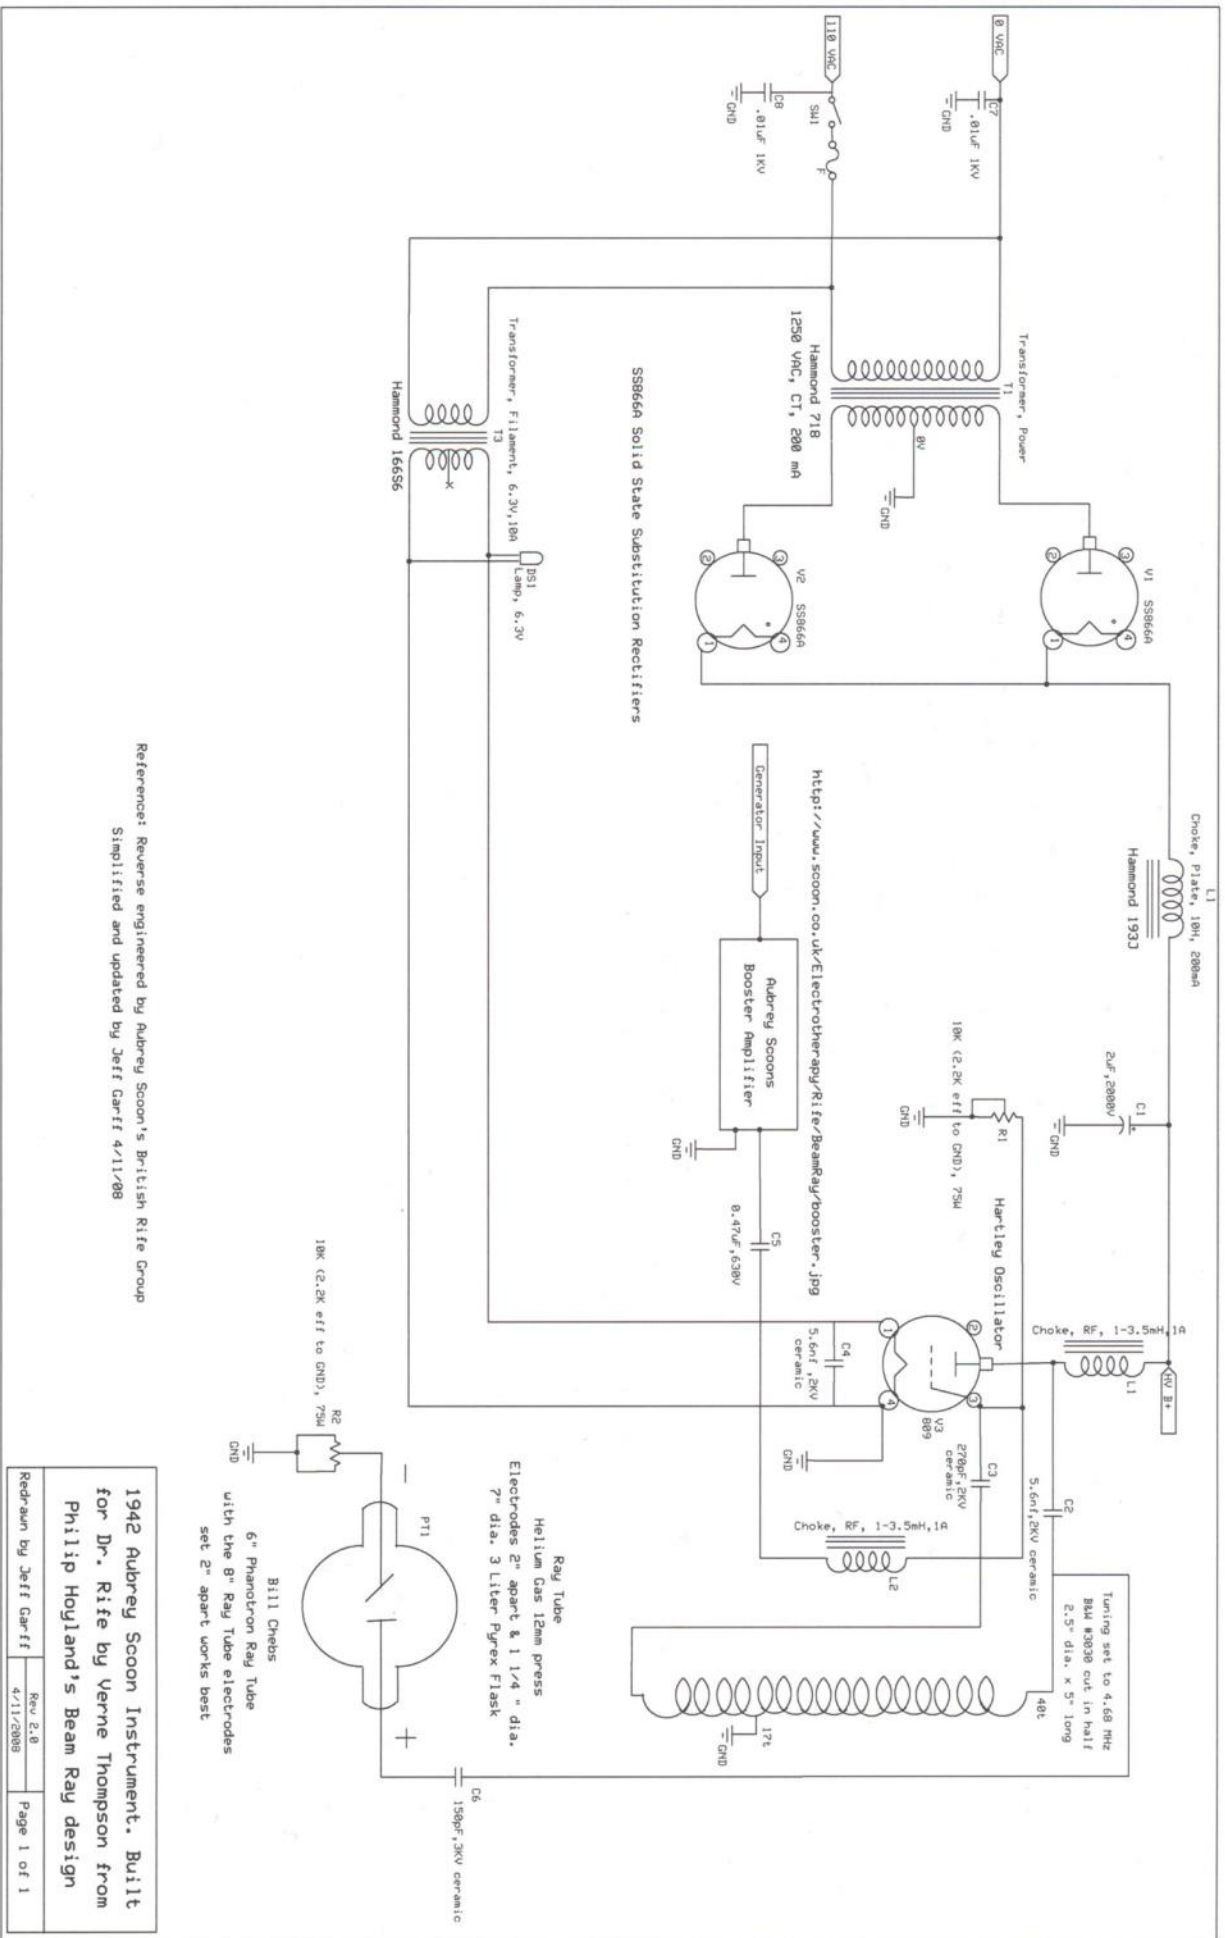 0 VAC
C7
.01uF 1KV
GND
110 VAC
C8
.01uF 1KV
GND
SW1
F
Transformer, Power
T1
0V
GND
Hammond 718
1250 VAC, CT, 200 mA
V1
SS866A
3
2
4
1
V2
SS866A
3
2
4
1
SS866A Solid State Substitution Rectifiers
Transformer, Filament, 6.3V,10A
T3
Hammond 166S6
DS1
Lamp, 6.3V
L1
Choke, Plate, 10H, 200mA
Hammond 193J
C1
2uF,2000V
GND
R1
10K (2.2K eff to GND), 75W
GND
http://www.scoon.co.uk/Electrotherapy/Rife/BeamRay/booster.jpg
Generator Input
Aubrey Scoons
Booster Amplifier
GND
C5
0.47uF,630V
HV B+
Choke, RF, 1-3.5mH,1A
L1
Hartley Oscillator
2
3
1
4
V3
809
C4
5.6nf ,2KV
ceramic
GND
C3
270pF,2KV
ceramic
C2
5.6nf,2KV ceramic
Choke, RF, 1-3.5mH,1A
L2
Tuning set to 4.68 MHz
B&W #3030 cut in half
2.5" dia. x 5" long
40t
17t
GND
Ray Tube
Helium Gas 12mm press
Electrodes 2" apart & 1 1/4 " dia.
7" dia. 3 Liter Pyrex Flask
PT1
−
+
C6
150pF,3KV ceramic
R2
10K (2.2K eff to GND), 75W
GND
Bill Chebs
6" Phanotron Ray Tube
with the 8" Ray Tube electrodes
set 2" apart works best
Reference: Reverse engineered by Aubrey Scoon's British Rife Group
Simplified and updated by Jeff Garff 4/11/08
1942 Aubrey Scoon Instrument. Built
for Dr. Rife by Verne Thompson from
Philip Hoyland's Beam Ray design
Redrawn by Jeff Garff
Rev 2.0
4/11/2008
Page 1 of 1